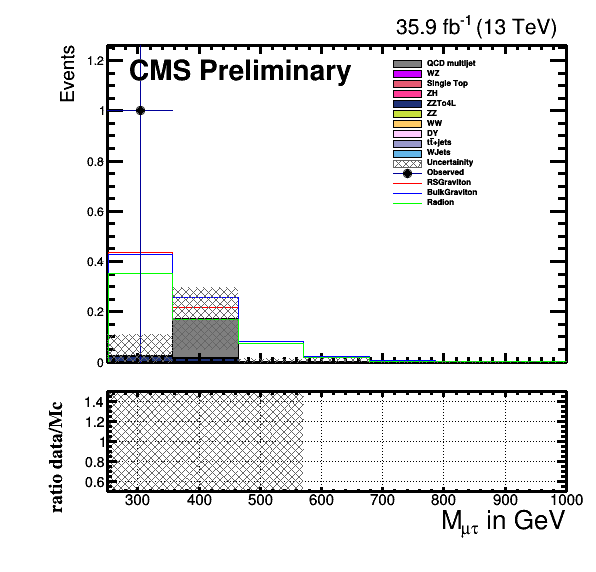 35.9 fb⁻¹ (13 TeV)
Events
CMS Preliminary
1.2
1
0.8
0.6
0.4
0.2
0
QCD multijet
WZ
Single Top
ZH
ZZTo4L
ZZ
WW
DY
tt̄+jets
WJets
Uncertainity
Observed
RSGraviton
BulkGraviton
Radion
ratio data/Mc
1.4
1.2
1
0.8
0.6
300 400 500 600 700 800 900 1000
Mμτ in GeV